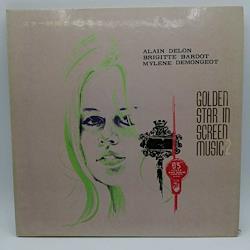 ALAIN DELON
BRIGITTE BARDOT
MYLENE DEMONGEOT
GOLDEN
STAR IN
SCREEN
MUSIC 2